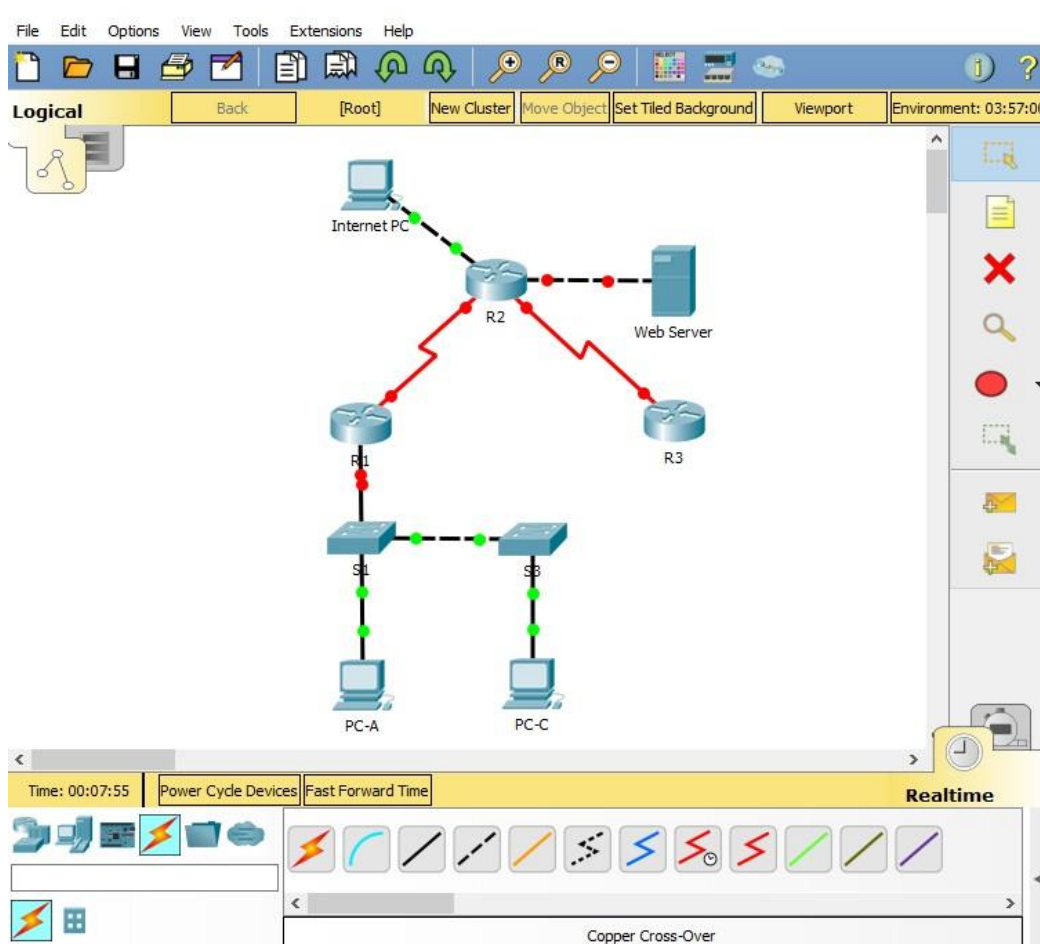 File Edit Options View Tools Extensions Help
Logical Back [Root] New Cluster Move Object Set Tiled Background Viewport Environment: 03:57:00
Internet PC
R2
Web Server
R1
R3
S1
S3
PC-A
PC-C
Time: 00:07:55 Power Cycle Devices Fast Forward Time Realtime
Copper Cross-Over